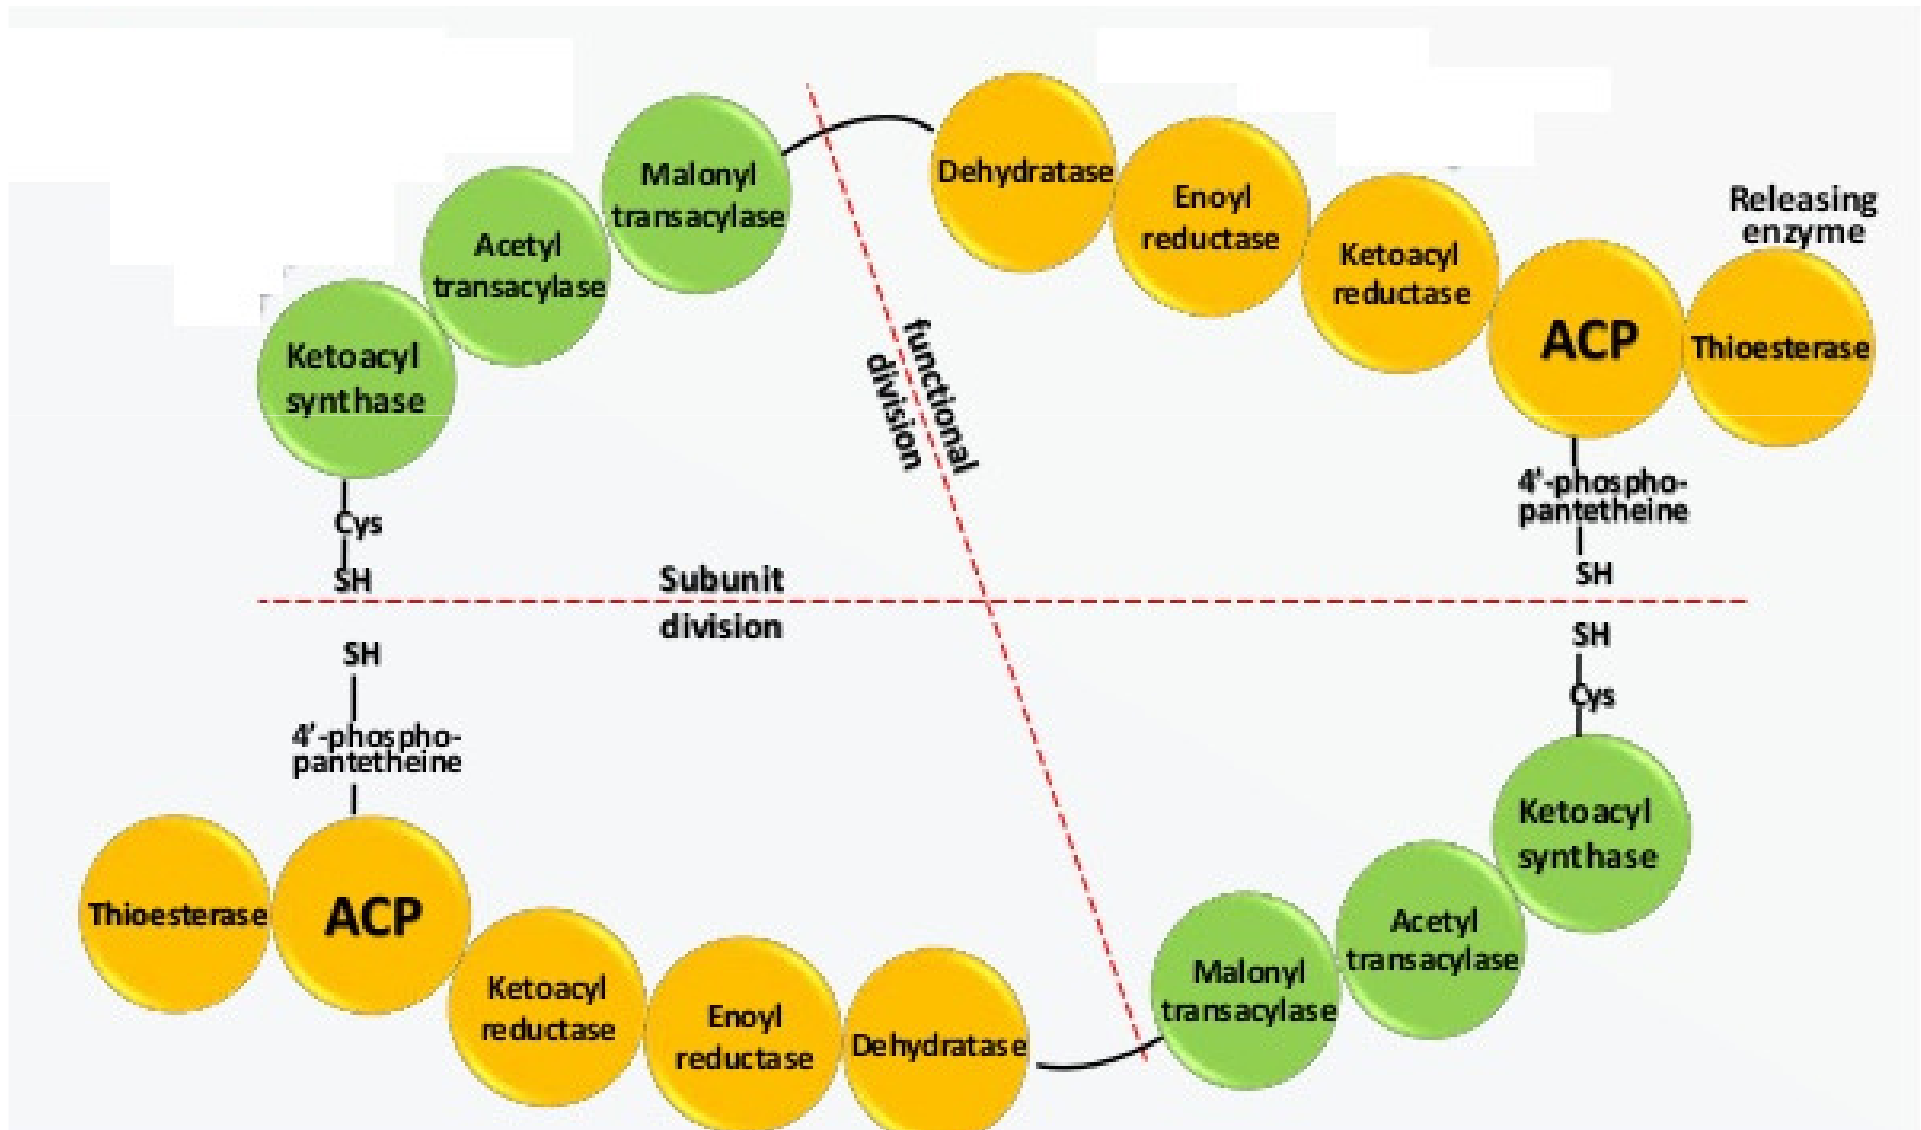 Malonyl
transacylase
Acetyl
transacylase
Ketoacyl
synthase
Cys
SH
Dehydratase
Enoyl
reductase
Ketoacyl
reductase
ACP
Releasing
enzyme
Thioesterase
4'-phospho-
pantetheine
SH
functional
division
Subunit
division
SH
4'-phospho-
pantetheine
Thioesterase
ACP
Ketoacyl
reductase
Enoyl
reductase
Dehydratase
SH
Cys
Ketoacyl
synthase
Acetyl
transacylase
Malonyl
transacylase